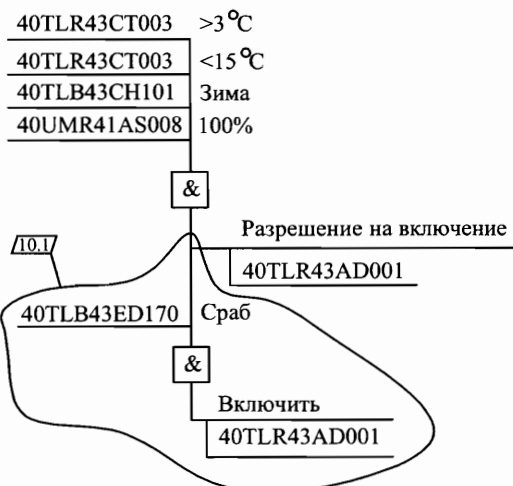 40TLR43CT003 >3°C
40TLR43CT003 <15°C
40TLB43CH101 Зима
40UMR41AS008 100%
&
Разрешение на включение
10.1
40TLR43AD001
40TLB43ED170 Сраб
&
Включить
40TLR43AD001